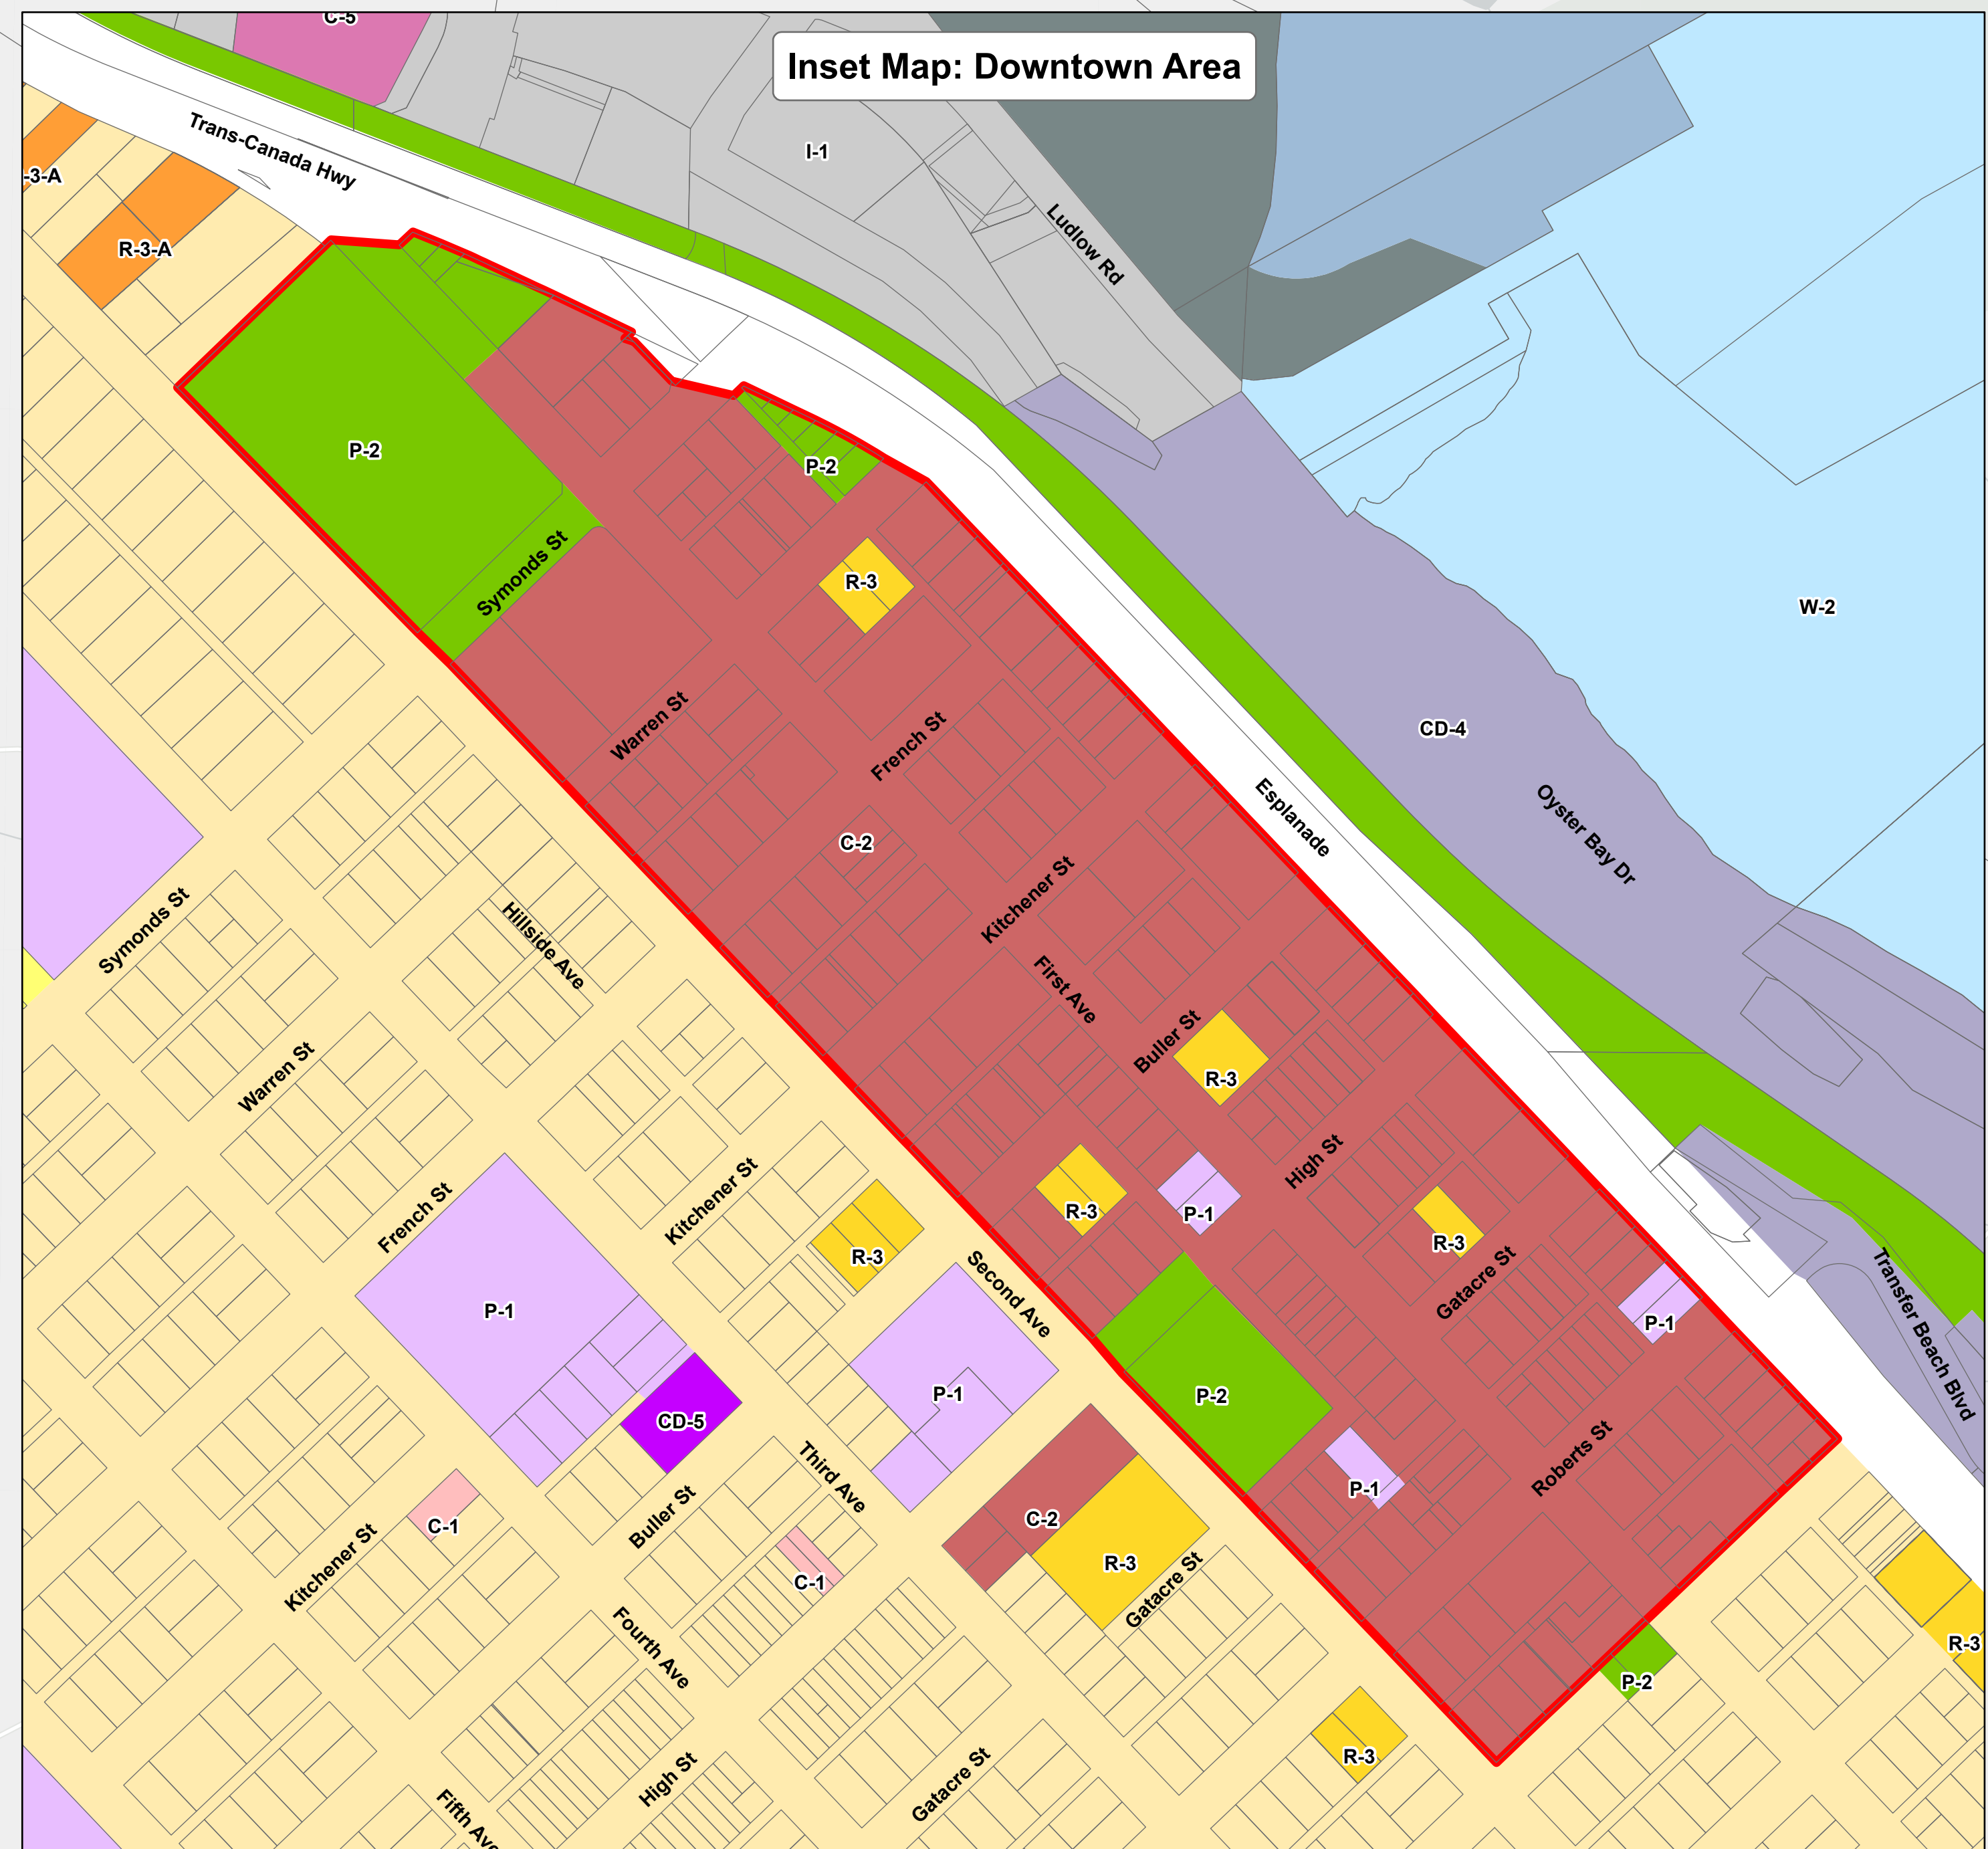 C-5
Inset Map: Downtown Area
Trans-Canada Hwy
I-1
-3-A
R-3-A
Ludlow Rd
P-2
P-2
Symonds St
R-3
W-2
Warren St
French St
CD-4
Esplanade
Oyster Bay Dr
C-2
Kitchener St
Symonds St
Hillside Ave
First Ave
Buller St
Warren St
R-3
High St
French St
Kitchener St
R-3
P-1
R-3
R-3
Second Ave
Gatacre St
P-1
P-1
Transfer Beach Blvd
P-1
P-2
CD-5
Third Ave
Roberts St
P-1
Buller St
C-1
C-2
Kitchener St
C-1
R-3
Gatacre St
Fourth Ave
R-3
P-2
High St
Gatacre St
R-3
Fifth Ave